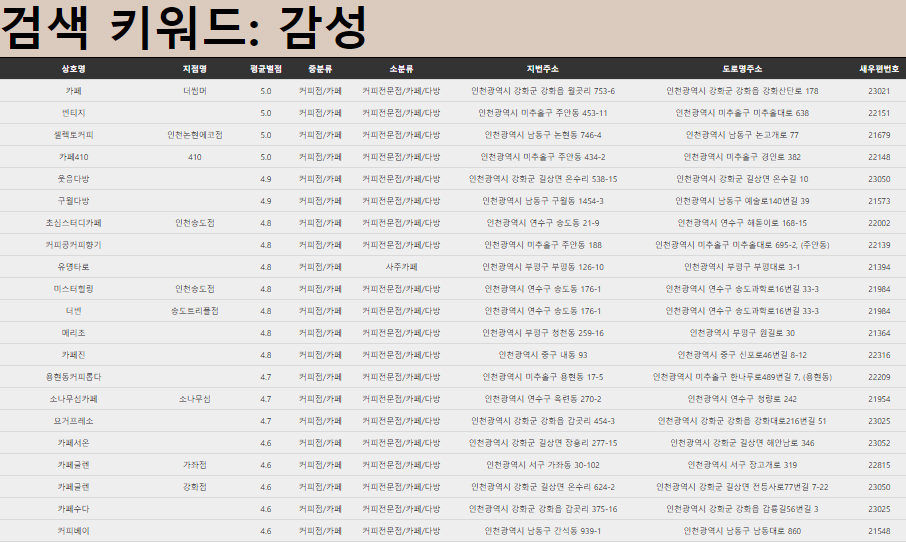 검색 키워드: 감성
상호명 지점명 평균별점 중분류 소분류 지번주소 도로명주소 새우편번호
카페 더씸머 5.0 커피점/카페 커피전문점/카페/다방 인천광역시 강화군 강화읍 월곳리 753-6 인천광역시 강화군 강화읍 강화산단로 178 23021
빈티지 5.0 커피점/카페 커피전문점/카페/다방 인천광역시 미추홀구 주안동 453-11 인천광역시 미추홀구 미추홀대로 638 22151
셀렉토커피 인천논현에코점 5.0 커피점/카페 커피전문점/카페/다방 인천광역시 남동구 논현동 746-4 인천광역시 남동구 논고개로 77 21679
카페410 410 5.0 커피점/카페 커피전문점/카페/다방 인천광역시 미추홀구 주안동 434-2 인천광역시 미추홀구 경인로 382 22148
웃음다방 4.9 커피점/카페 커피전문점/카페/다방 인천광역시 강화군 길상면 온수리 538-15 인천광역시 강화군 길상면 온수길 10 23050
구월다방 4.9 커피점/카페 커피전문점/카페/다방 인천광역시 남동구 구월동 1454-3 인천광역시 남동구 예술로140번길 39 21573
초심스터디카페 인천송도점 4.8 커피점/카페 커피전문점/카페/다방 인천광역시 연수구 송도동 21-9 인천광역시 연수구 해돋이로 168-15 22002
커피콩커피향기 4.8 커피점/카페 커피전문점/카페/다방 인천광역시 미추홀구 주안동 188 인천광역시 미추홀구 미추홀대로 695-2, (주안동) 22139
유명타로 4.8 커피점/카페 사주카페 인천광역시 부평구 부평동 126-10 인천광역시 부평구 부평대로 3-1 21394
미스터힐링 인천송도점 4.8 커피점/카페 커피전문점/카페/다방 인천광역시 연수구 송도동 176-1 인천광역시 연수구 송도과학로16번길 33-3 21984
더벤 송도트리플점 4.8 커피점/카페 커피전문점/카페/다방 인천광역시 연수구 송도동 176-1 인천광역시 연수구 송도과학로16번길 33-3 21984
메리조 4.8 커피점/카페 커피전문점/카페/다방 인천광역시 부평구 청천동 259-16 인천광역시 부평구 원길로 30 21364
카페진 4.8 커피점/카페 커피전문점/카페/다방 인천광역시 중구 내동 93 인천광역시 중구 신포로46번길 8-12 22316
용현동커피롭다 4.7 커피점/카페 커피전문점/카페/다방 인천광역시 미추홀구 용현동 17-5 인천광역시 미추홀구 한나루로489번길 7, (용현동) 22209
소나무심카페 소나무심 4.7 커피점/카페 커피전문점/카페/다방 인천광역시 연수구 옥련동 270-2 인천광역시 연수구 청량로 242 21954
요거프레소 4.7 커피점/카페 커피전문점/카페/다방 인천광역시 강화군 강화읍 갑곳리 454-3 인천광역시 강화군 강화읍 강화대로216번길 51 23025
카페서온 4.6 커피점/카페 커피전문점/카페/다방 인천광역시 강화군 길상면 장흥리 277-15 인천광역시 강화군 길상면 해안남로 346 23052
카페글렌 가좌점 4.6 커피점/카페 커피전문점/카페/다방 인천광역시 서구 가좌동 30-102 인천광역시 서구 장고개로 319 22815
카페글렌 강화점 4.6 커피점/카페 커피전문점/카페/다방 인천광역시 강화군 길상면 온수리 624-2 인천광역시 강화군 길상면 전등사로77번길 7-22 23050
카페수다 4.6 커피점/카페 커피전문점/카페/다방 인천광역시 강화군 강화읍 갑곳리 375-16 인천광역시 강화군 강화읍 갑룡길56번길 3 23025
커피베이 4.6 커피점/카페 커피전문점/카페/다방 인천광역시 남동구 간석동 939-1 인천광역시 남동구 남동대로 860 21548